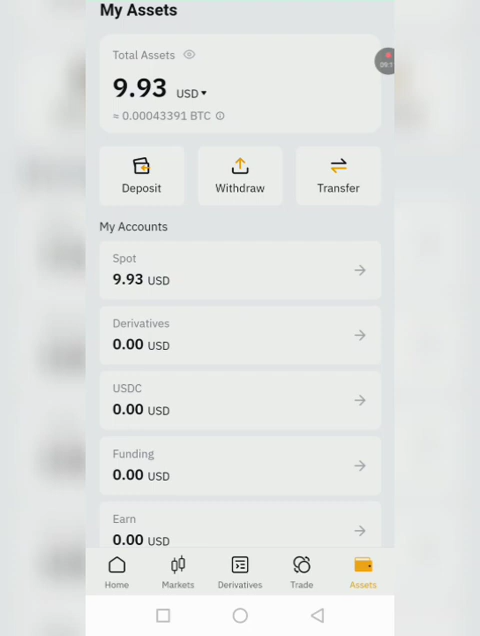 My Assets
Total Assets
9.93 USD
≈ 0.00043391 BTC
Deposit Withdraw Transfer
My Accounts
Spot
9.93 USD
Derivatives
0.00 USD
USDC
0.00 USD
Funding
0.00 USD
Earn
0.00 USD
Home Markets Derivatives Trade Assets